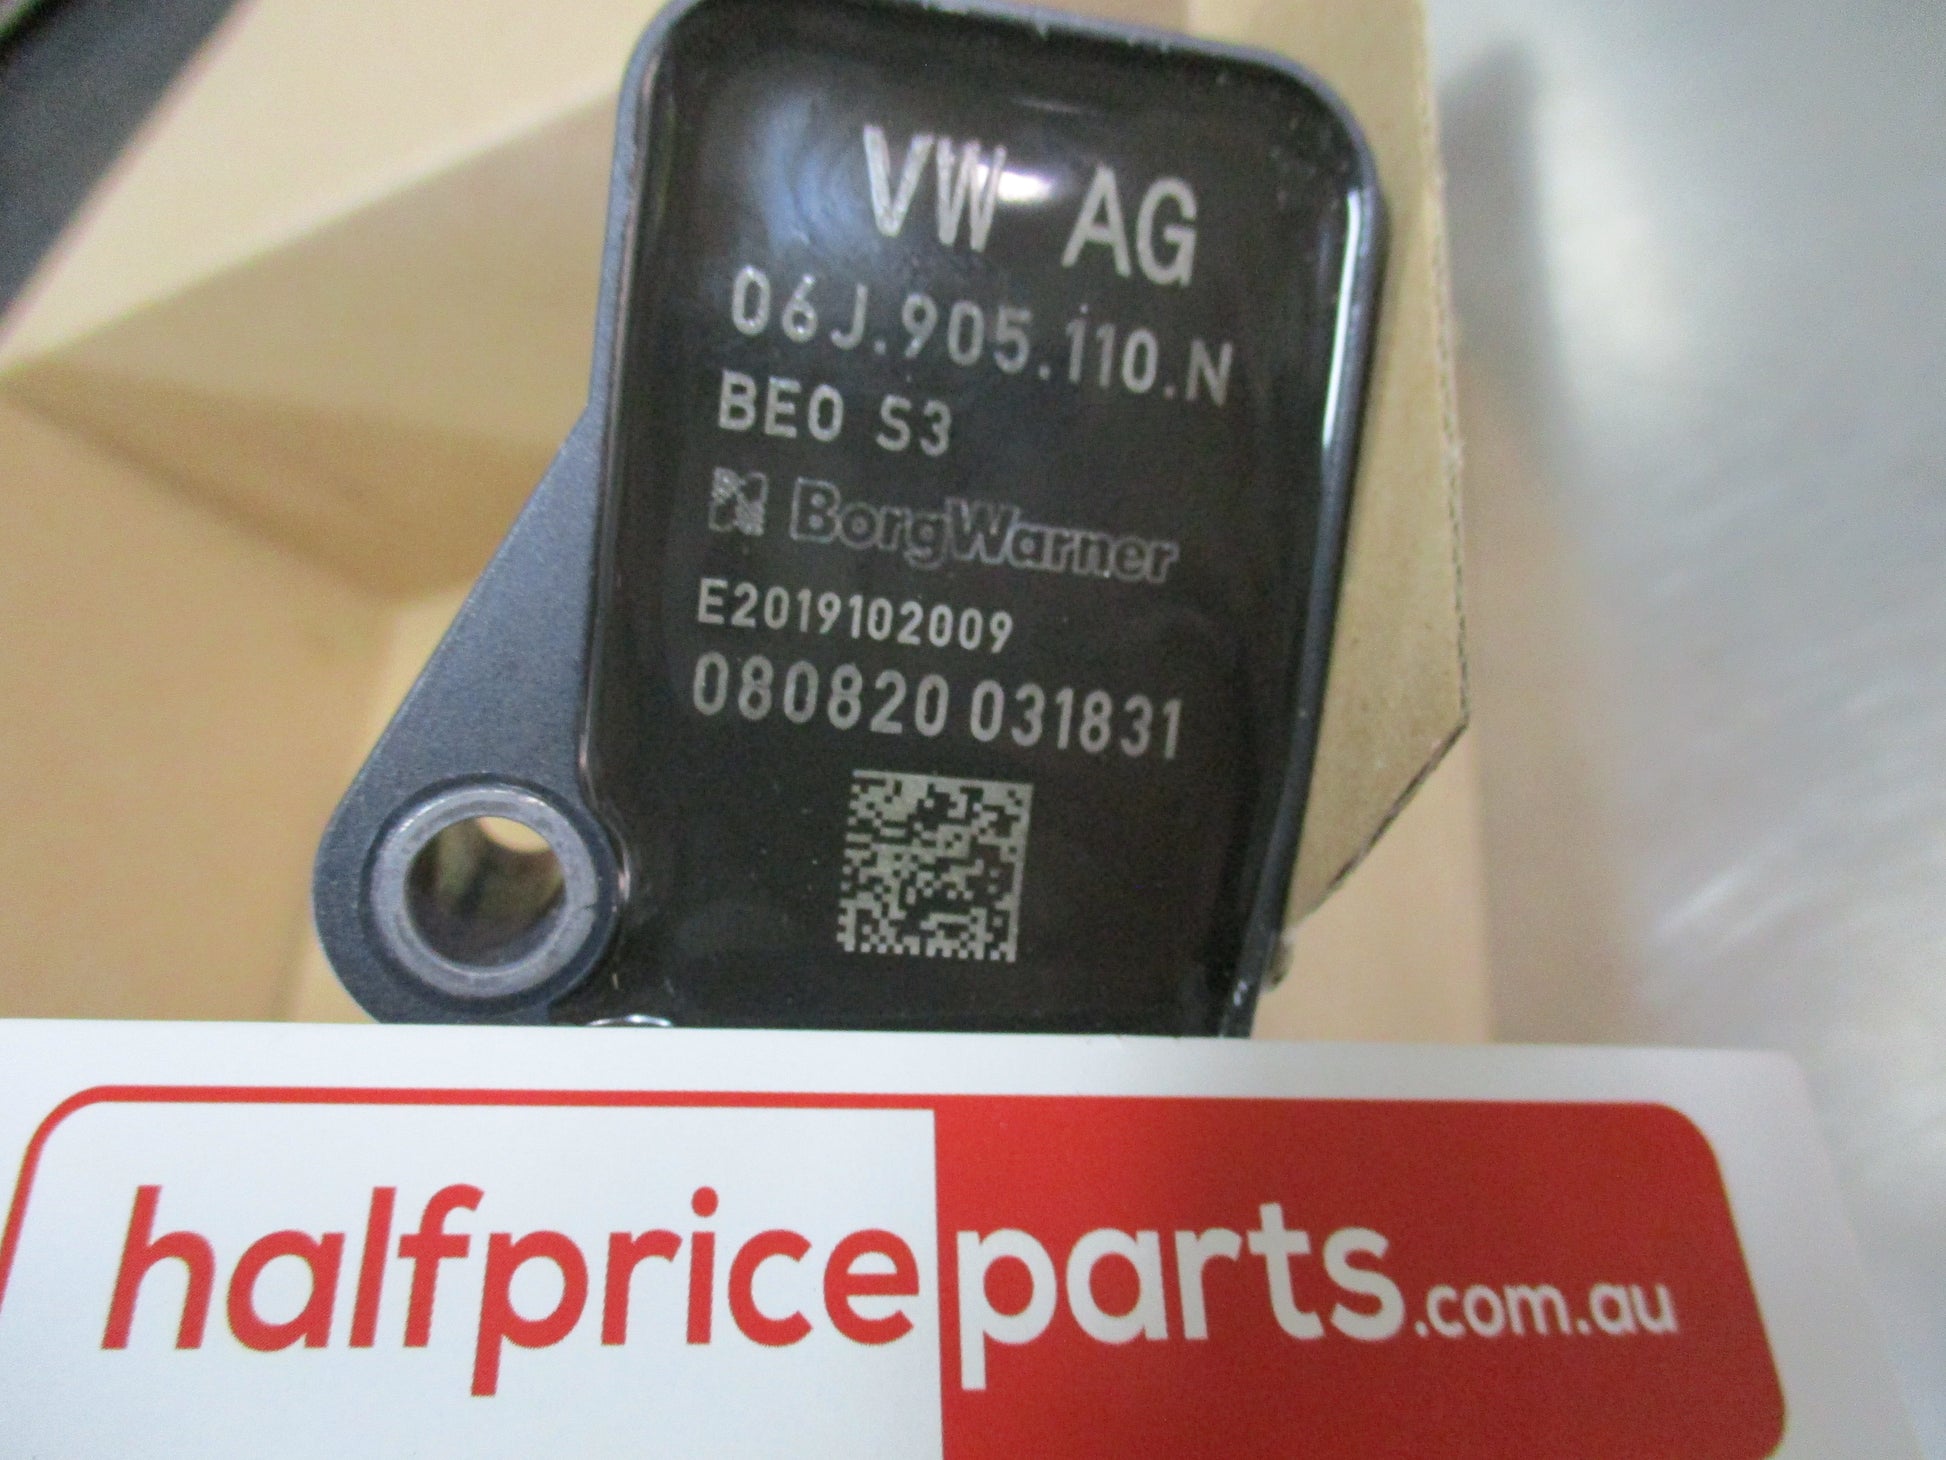 VW AG
06J.905.110.N
BE0 S3
BorgWarner
E2019102009
080820 031831
halfpriceparts.com.au